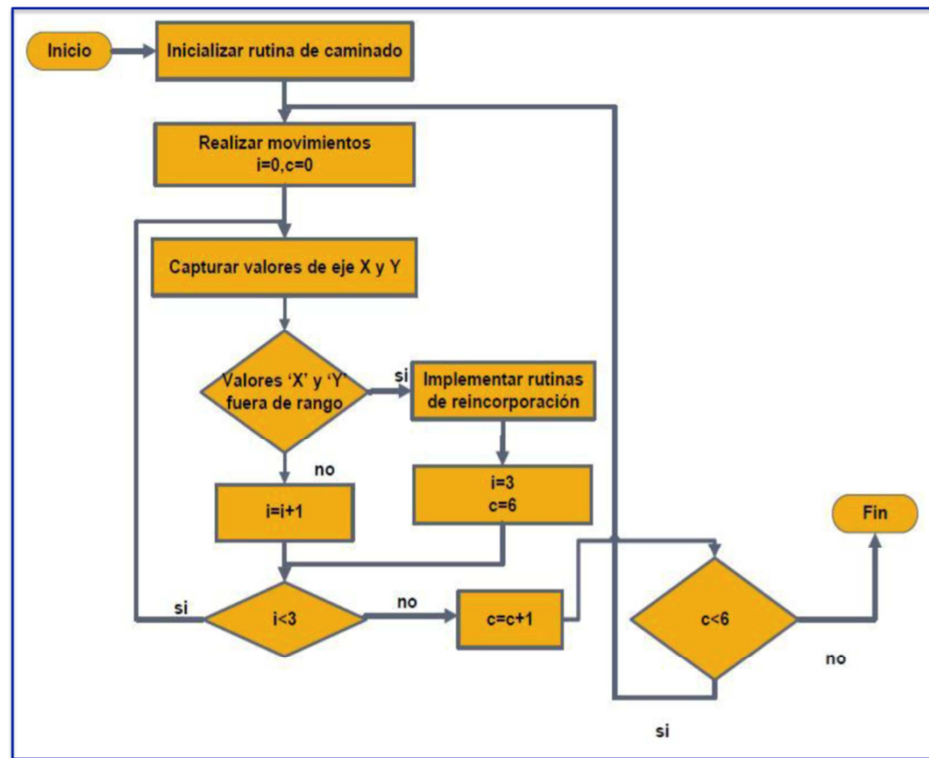 Inicio
Inicializar rutina de caminado
Realizar movimientos
i=0,c=0
Capturar valores de eje X y Y
Valores ‘X’ y ‘Y’
fuera de rango
si
Implementar rutinas
de reincorporación
no
i=i+1
i=3
c=6
Fin
si
i<3
no
c=c+1
c<6
no
si